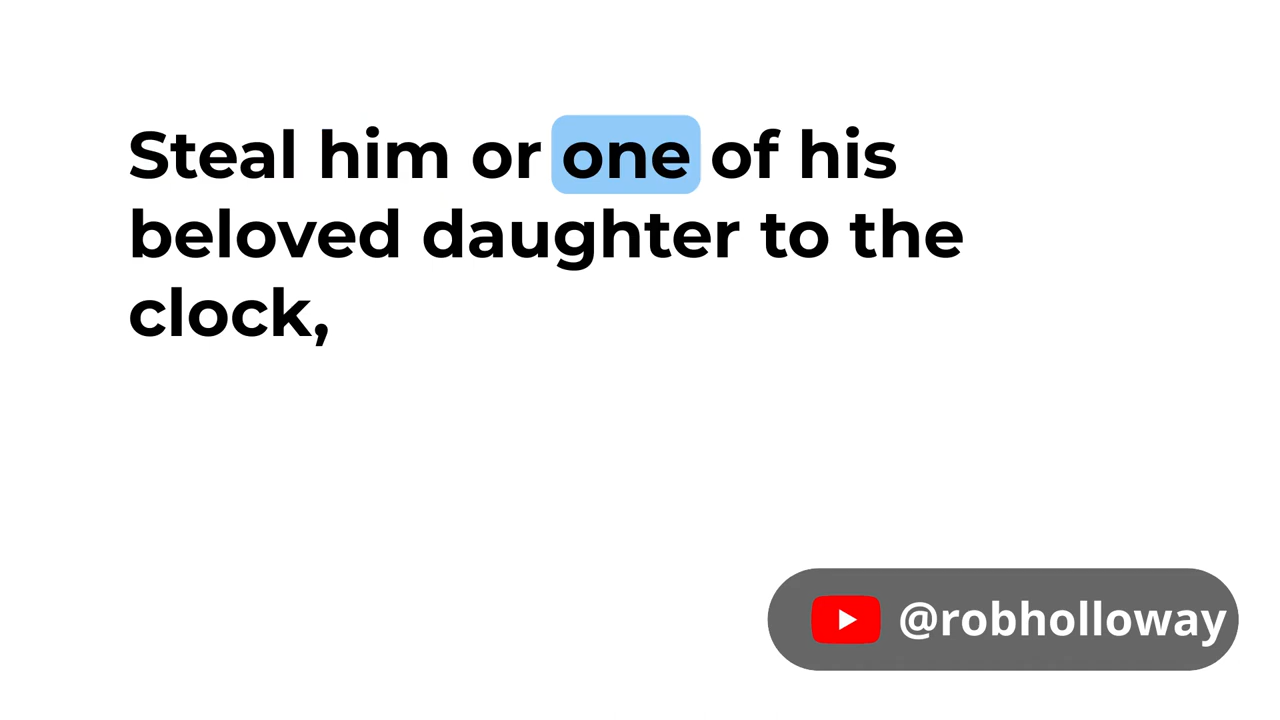 Steal him or one of his
beloved daughter to the
clock,
@robholloway